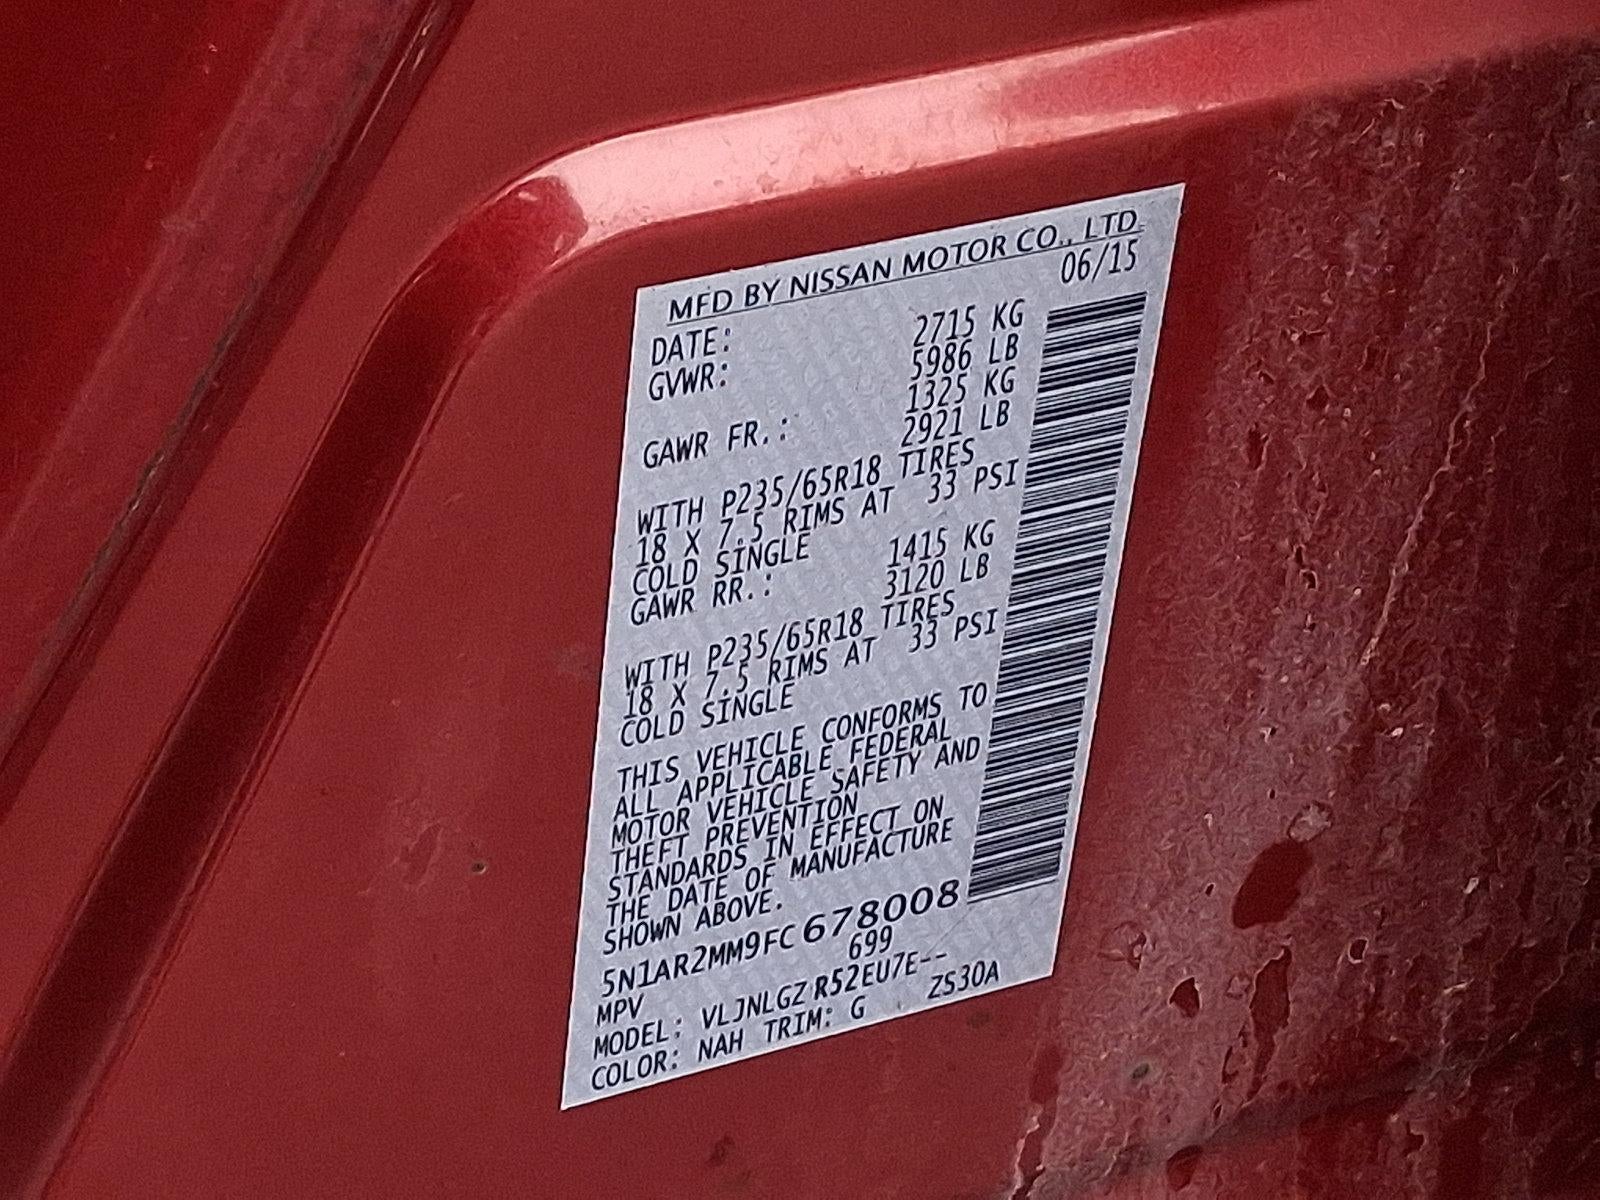 MFD BY NISSAN MOTOR CO., LTD.
DATE: 06/15
GVWR: 2715 KG
5986 LB
GAWR FR.: 1325 KG
2921 LB
WITH P235/65R18 TIRES
18 X 7.5 RIMS AT 33 PSI
COLD SINGLE
GAWR RR.: 1415 KG
3120 LB
WITH P235/65R18 TIRES
18 X 7.5 RIMS AT 33 PSI
COLD SINGLE
THIS VEHICLE CONFORMS TO
ALL APPLICABLE FEDERAL
MOTOR VEHICLE SAFETY AND
THEFT PREVENTION
STANDARDS IN EFFECT ON
THE DATE OF MANUFACTURE
SHOWN ABOVE.
5N1AR2MM9FC678008
MPV 699
MODEL: VLJNLGZ R52EU7E--
COLOR: NAH TRIM: G ZS30A